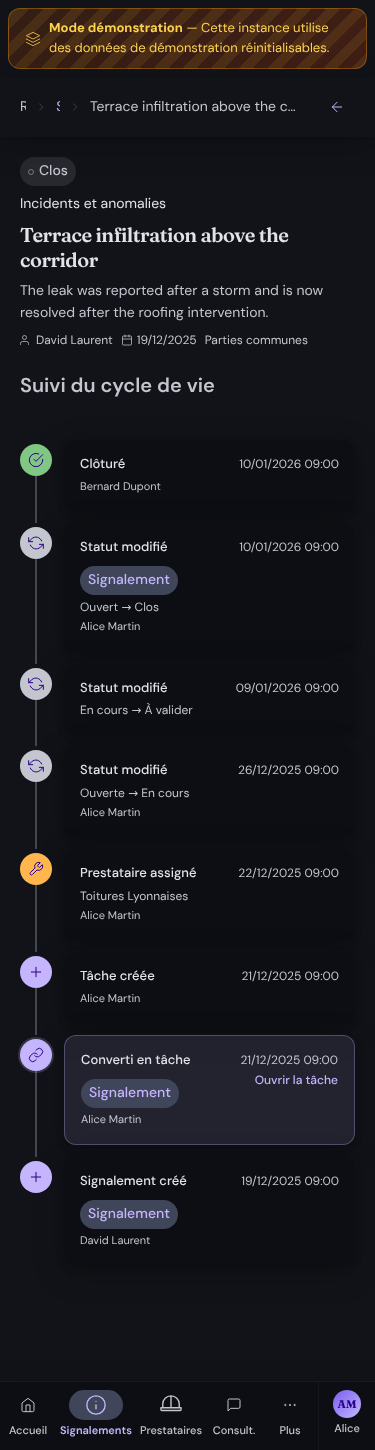 Mode démonstration — Cette instance utilise
des données de démonstration réinitialisables.
Terrace infiltration above the c...
Clos
Incidents et anomalies
Terrace infiltration above the
corridor
The leak was reported after a storm and is now
resolved after the roofing intervention.
David Laurent 19/12/2025 Parties communes
Suivi du cycle de vie
Clôturé 10/01/2026 09:00
Bernard Dupont
Statut modifié 10/01/2026 09:00
Signalement
Ouvert → Clos
Alice Martin
Statut modifié 09/01/2026 09:00
En cours → À valider
Statut modifié 26/12/2025 09:00
Ouverte → En cours
Alice Martin
Prestataire assigné 22/12/2025 09:00
Toitures Lyonnaises
Alice Martin
Tâche créée 21/12/2025 09:00
Alice Martin
Converti en tâche 21/12/2025 09:00
Ouvrir la tâche
Signalement
Alice Martin
Signalement créé 19/12/2025 09:00
Signalement
David Laurent
AM
Accueil Signalements Prestataires Consult. Plus Alice